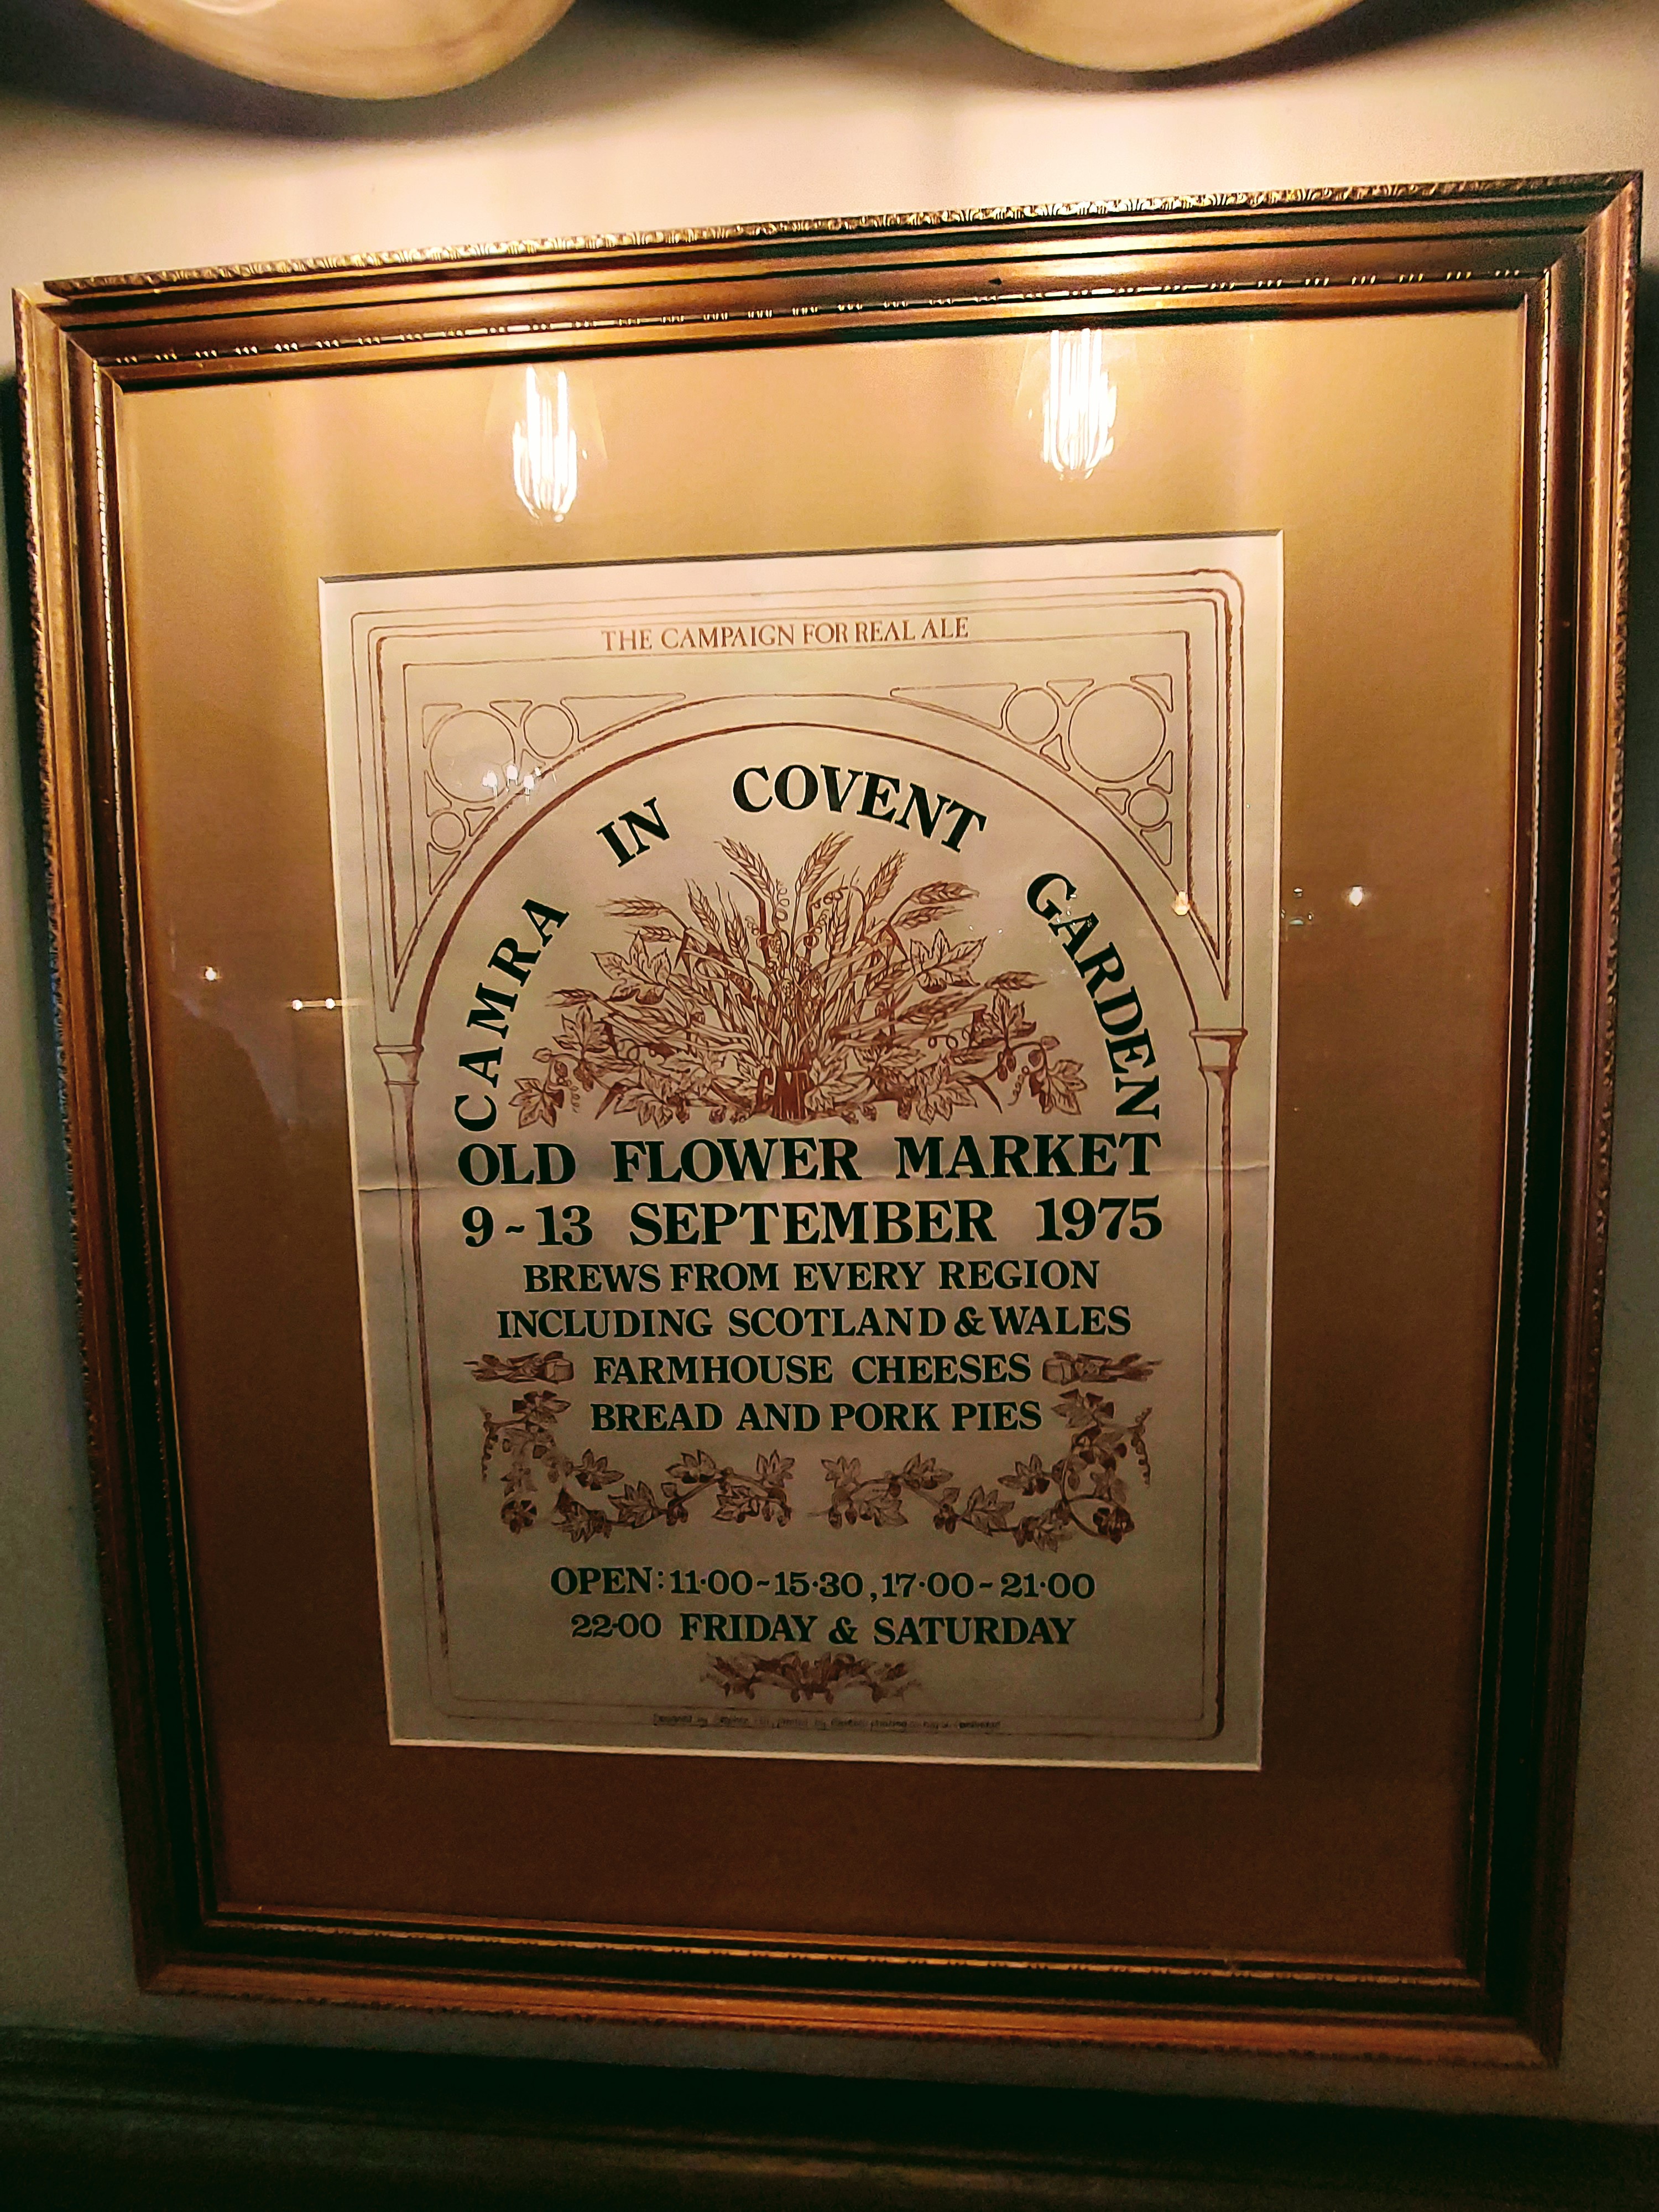 THE CAMPAIGN FOR REAL ALE
CAMRA IN COVENT GARDEN
OLD FLOWER MARKET
9~13 SEPTEMBER 1975
BREWS FROM EVERY REGION
INCLUDING SCOTLAND & WALES
FARMHOUSE CHEESES
BREAD AND PORK PIES
OPEN: 11·00~15·30, 17·00~21·00
22·00 FRIDAY & SATURDAY